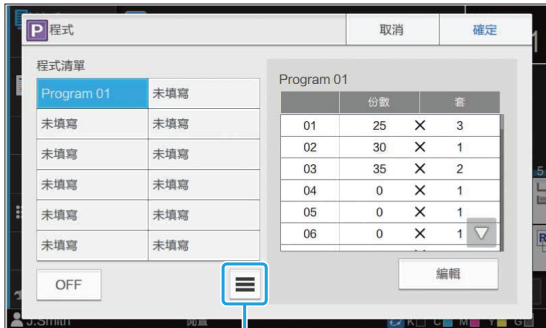 P 程式
取消
確定
程式清單
Program 01 未填寫
未填寫 未填寫
未填寫 未填寫
未填寫 未填寫
未填寫 未填寫
未填寫 未填寫
OFF
Program 01
份數 套
01 25 × 3
02 30 × 1
03 35 × 2
04 0 × 1
05 0 × 1
06 0 × 1
編輯
J.Smith
閒置
K C M Y G